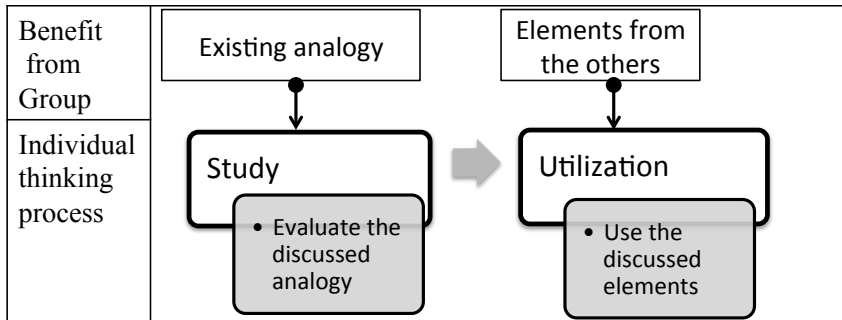 Benefit
from
Group
Existing analogy
Elements from
the others
Individual
thinking
process
Study
• Evaluate the
discussed
analogy
Utilization
• Use the
discussed
elements